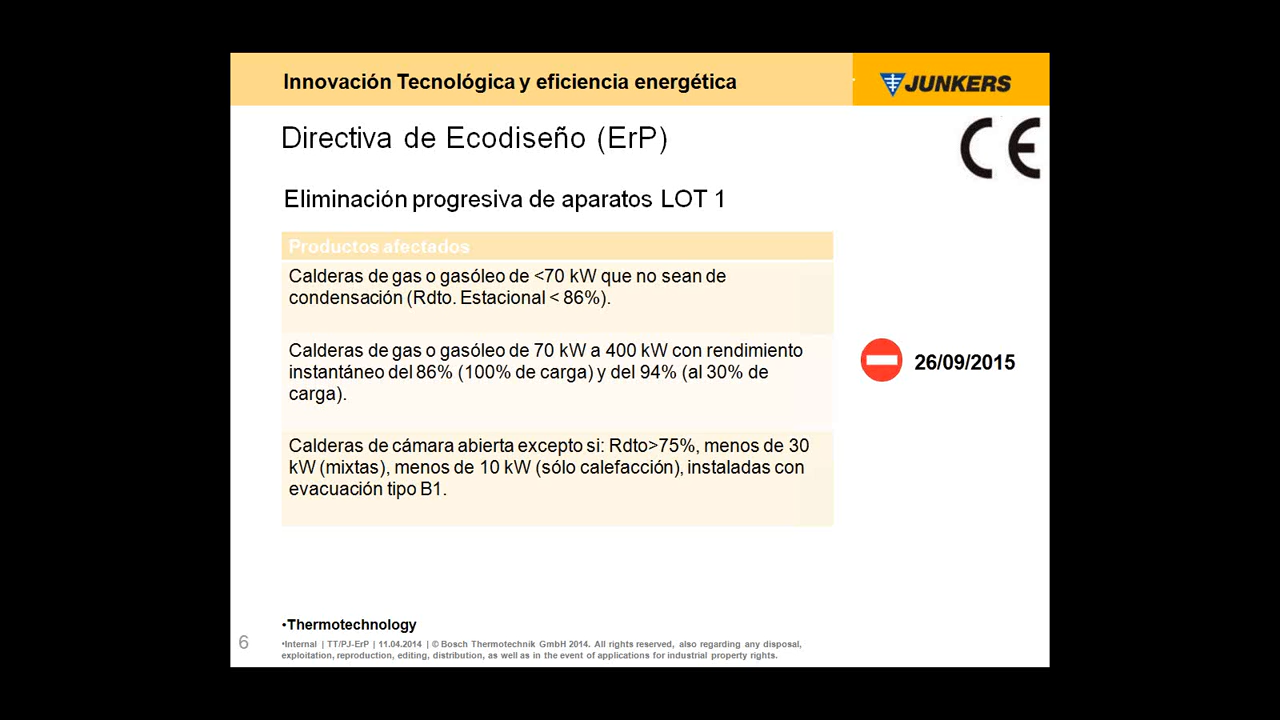 Innovación Tecnológica y eficiencia energética
JUNKERS
Directiva de Ecodiseño (ErP)
CE
Eliminación progresiva de aparatos LOT 1
Productos afectados
Calderas de gas o gasóleo de <70 kW que no sean de
condensación (Rdto. Estacional < 86%).
Calderas de gas o gasóleo de 70 kW a 400 kW con rendimiento
instantáneo del 86% (100% de carga) y del 94% (al 30% de
carga).
26/09/2015
Calderas de cámara abierta excepto si: Rdto>75%, menos de 30
kW (mixtas), menos de 10 kW (sólo calefacción), instaladas con
evacuación tipo B1.
•Thermotechnology
6
•Internal | TT/PJ-ErP | 11.04.2014 | © Bosch Thermotechnik GmbH 2014. All rights reserved, also regarding any disposal,
exploitation, reproduction, editing, distribution, as well as in the event of applications for industrial property rights.